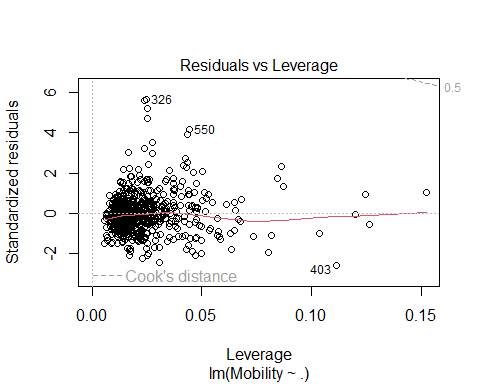 Residuals vs Leverage
Standardized residuals
6
4
2
0
-2
326
550
403
0.5
Cook's distance
0.00
0.05
0.10
0.15
Leverage
lm(Mobility ~ .)